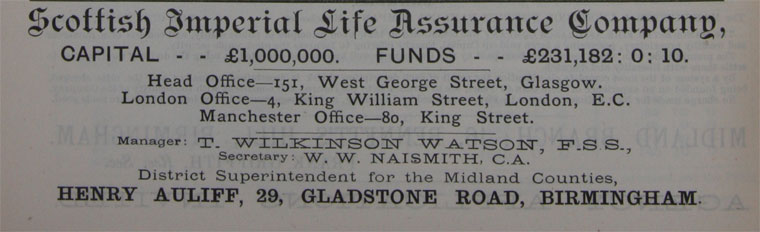 Scottish Imperial Life Assurance Company,
CAPITAL - - £1,000,000. FUNDS - - £231,182: 0: 10.
Head Office—151, West George Street, Glasgow.
London Office—4, King William Street, London, E.C.
Manchester Office—80, King Street.
Manager: T. WILKINSON WATSON, F.S.S.,
Secretary: W. W. NAISMITH, C.A.
District Superintendent for the Midland Counties,
HENRY AULIFF, 29, GLADSTONE ROAD, BIRMINGHAM.